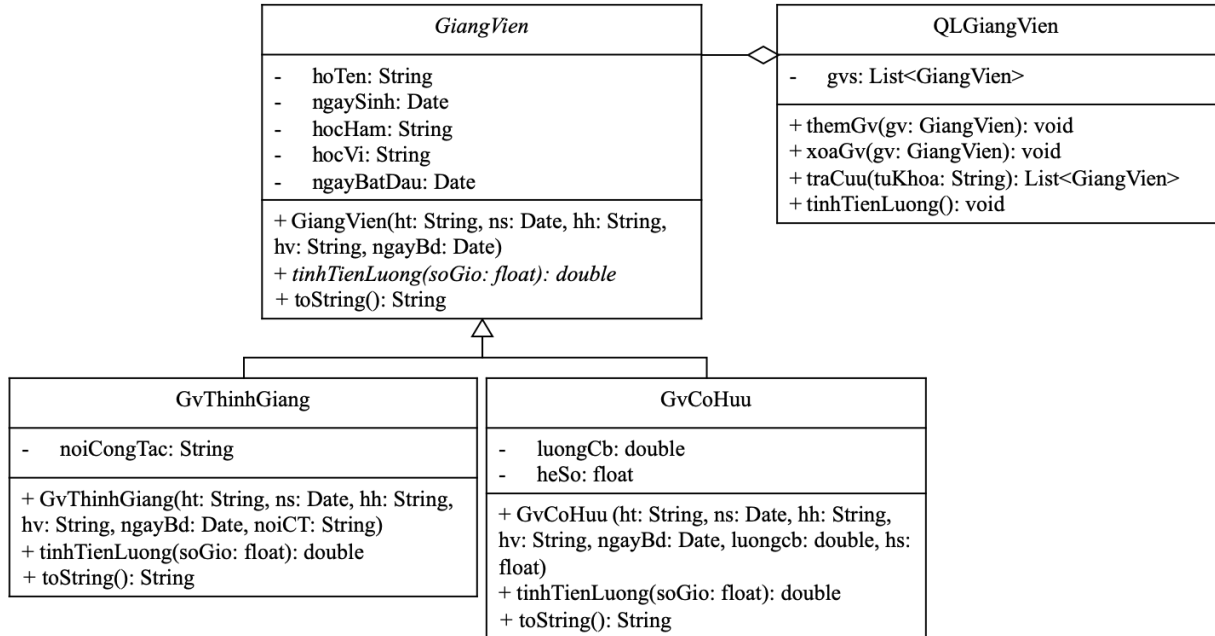 GiangVien
- hoTen: String
- ngaySinh: Date
- hocHam: String
- hocVi: String
- ngayBatDau: Date
+ GiangVien(ht: String, ns: Date, hh: String,
hv: String, ngayBd: Date)
+ tinhTienLuong(soGio: float): double
+ toString(): String
QLGiangVien
- gvs: List<GiangVien>
+ themGv(gv: GiangVien): void
+ xoaGv(gv: GiangVien): void
+ traCuu(tuKhoa: String): List<GiangVien>
+ tinhTienLuong(): void
GvThinhGiang
- noiCongTac: String
+ GvThinhGiang(ht: String, ns: Date, hh: String,
hv: String, ngayBd: Date, noiCT: String)
+ tinhTienLuong(soGio: float): double
+ toString(): String
GvCoHuu
- luongCb: double
- heSo: float
+ GvCoHuu (ht: String, ns: Date, hh: String,
hv: String, ngayBd: Date, luongcb: double, hs:
float)
+ tinhTienLuong(soGio: float): double
+ toString(): String